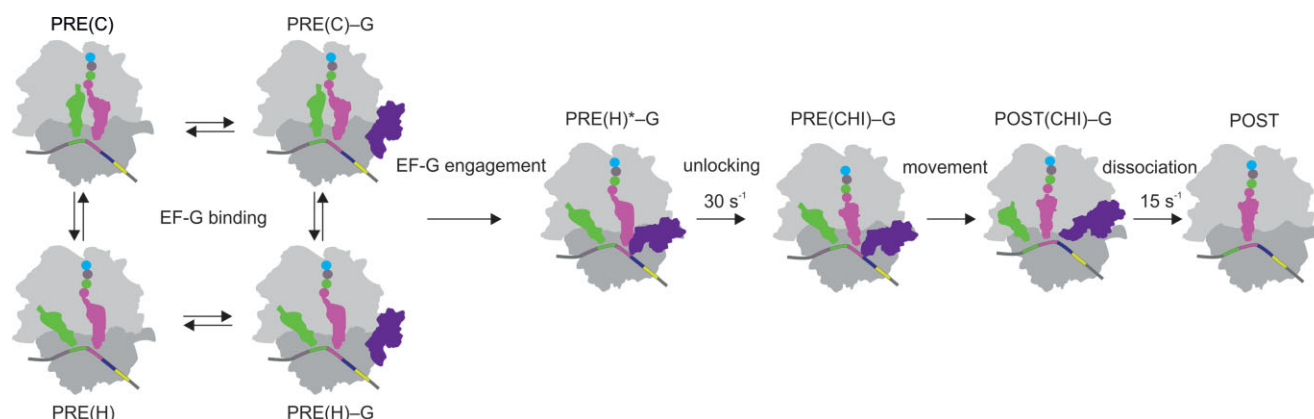 PRE(C)
PRE(C)–G
PRE(H)*–G
PRE(CHI)–G
POST(CHI)–G
POST
EF-G engagement
unlocking
movement
dissociation
30 s⁻¹
15 s⁻¹
EF-G binding
PRE(H)
PRE(H)–G